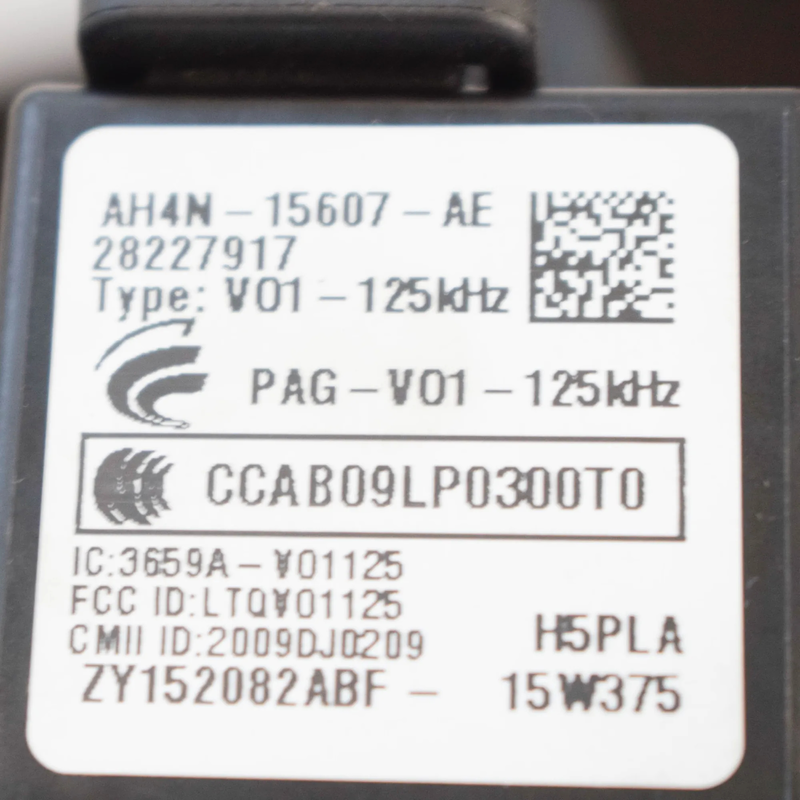 AH4N-15607-AE
28227917
Type: V01-125kHz
PAG-V01-125kHz
CCAB09LP0300T0
IC:3659A-V01125
FCC ID:LTQV01125
CMII ID:2009DJ0209
H5PLA
ZY152082ABF- 15W375